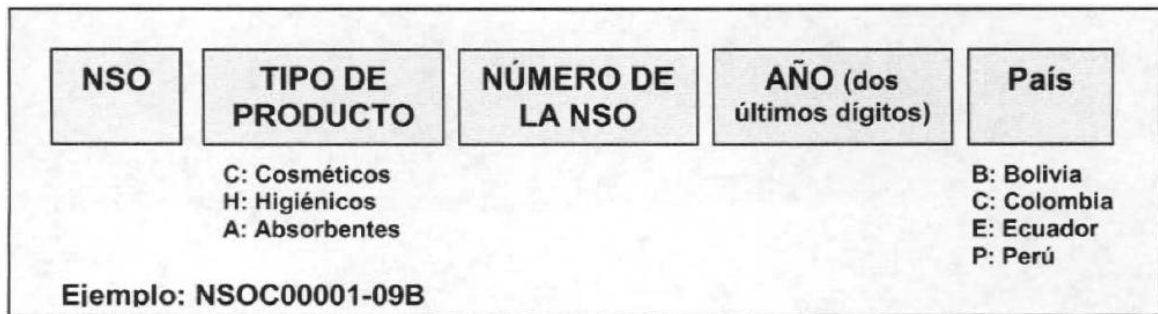 NSO TIPO DE PRODUCTO NÚMERO DE LA NSO AÑO (dos últimos dígitos) País
C: Cosméticos
H: Higiénicos
A: Absorbentes
B: Bolivia
C: Colombia
E: Ecuador
P: Perú
Ejemplo: NSOC00001-09B